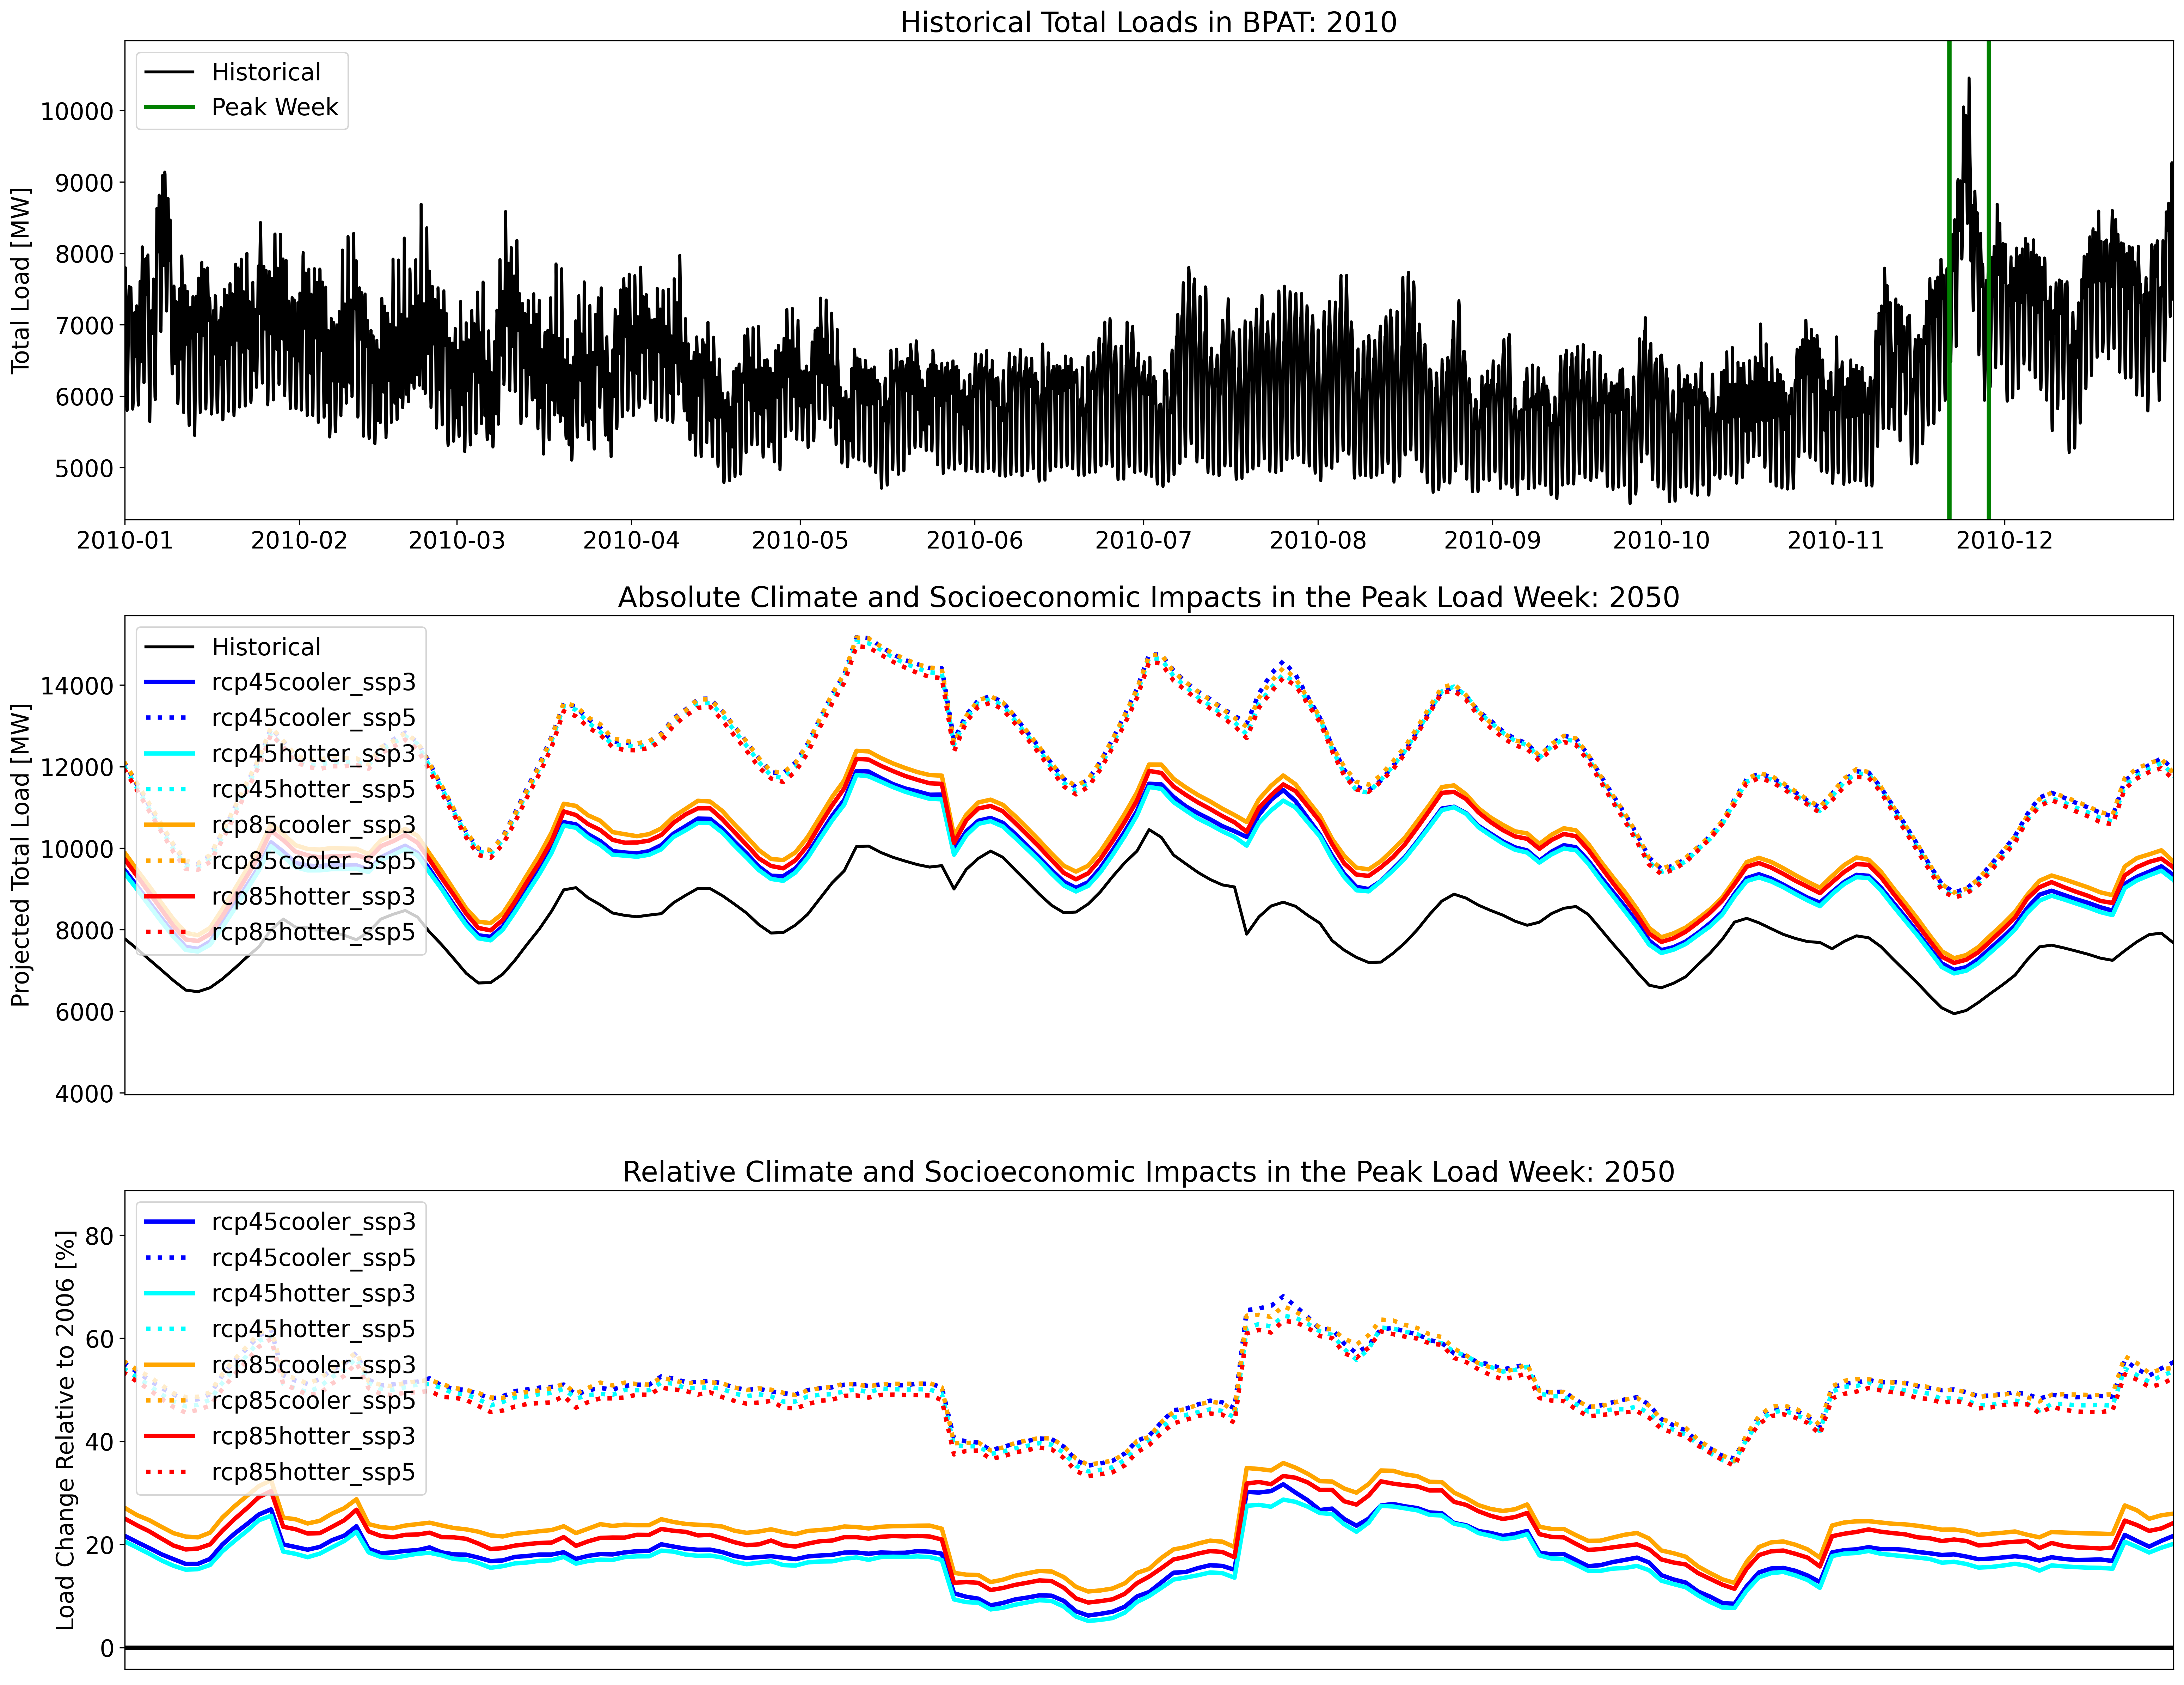 Historical Total Loads in BPAT: 2010
Total Load [MW]
10000
9000
8000
7000
6000
5000
Historical
Peak Week
2010-01 2010-02 2010-03 2010-04 2010-05 2010-06 2010-07 2010-08 2010-09 2010-10 2010-11 2010-12
Absolute Climate and Socioeconomic Impacts in the Peak Load Week: 2050
Projected Total Load [MW]
14000
12000
10000
8000
6000
4000
Historical
rcp45cooler_ssp3
rcp45cooler_ssp5
rcp45hotter_ssp3
rcp45hotter_ssp5
rcp85cooler_ssp3
rcp85cooler_ssp5
rcp85hotter_ssp3
rcp85hotter_ssp5
Relative Climate and Socioeconomic Impacts in the Peak Load Week: 2050
Load Change Relative to 2006 [%]
80
60
40
20
0
rcp45cooler_ssp3
rcp45cooler_ssp5
rcp45hotter_ssp3
rcp45hotter_ssp5
rcp85cooler_ssp3
rcp85cooler_ssp5
rcp85hotter_ssp3
rcp85hotter_ssp5